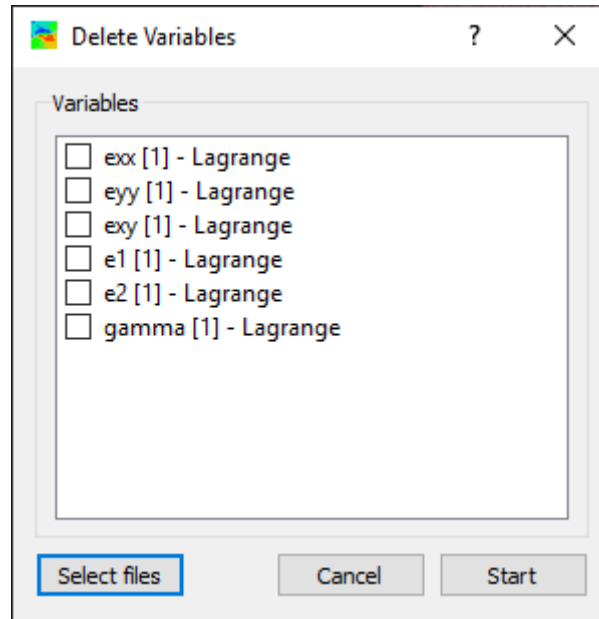 Delete Variables
?
Variables
exx [1] - Lagrange
eyy [1] - Lagrange
exy [1] - Lagrange
e1 [1] - Lagrange
e2 [1] - Lagrange
gamma [1] - Lagrange
Select files Cancel Start